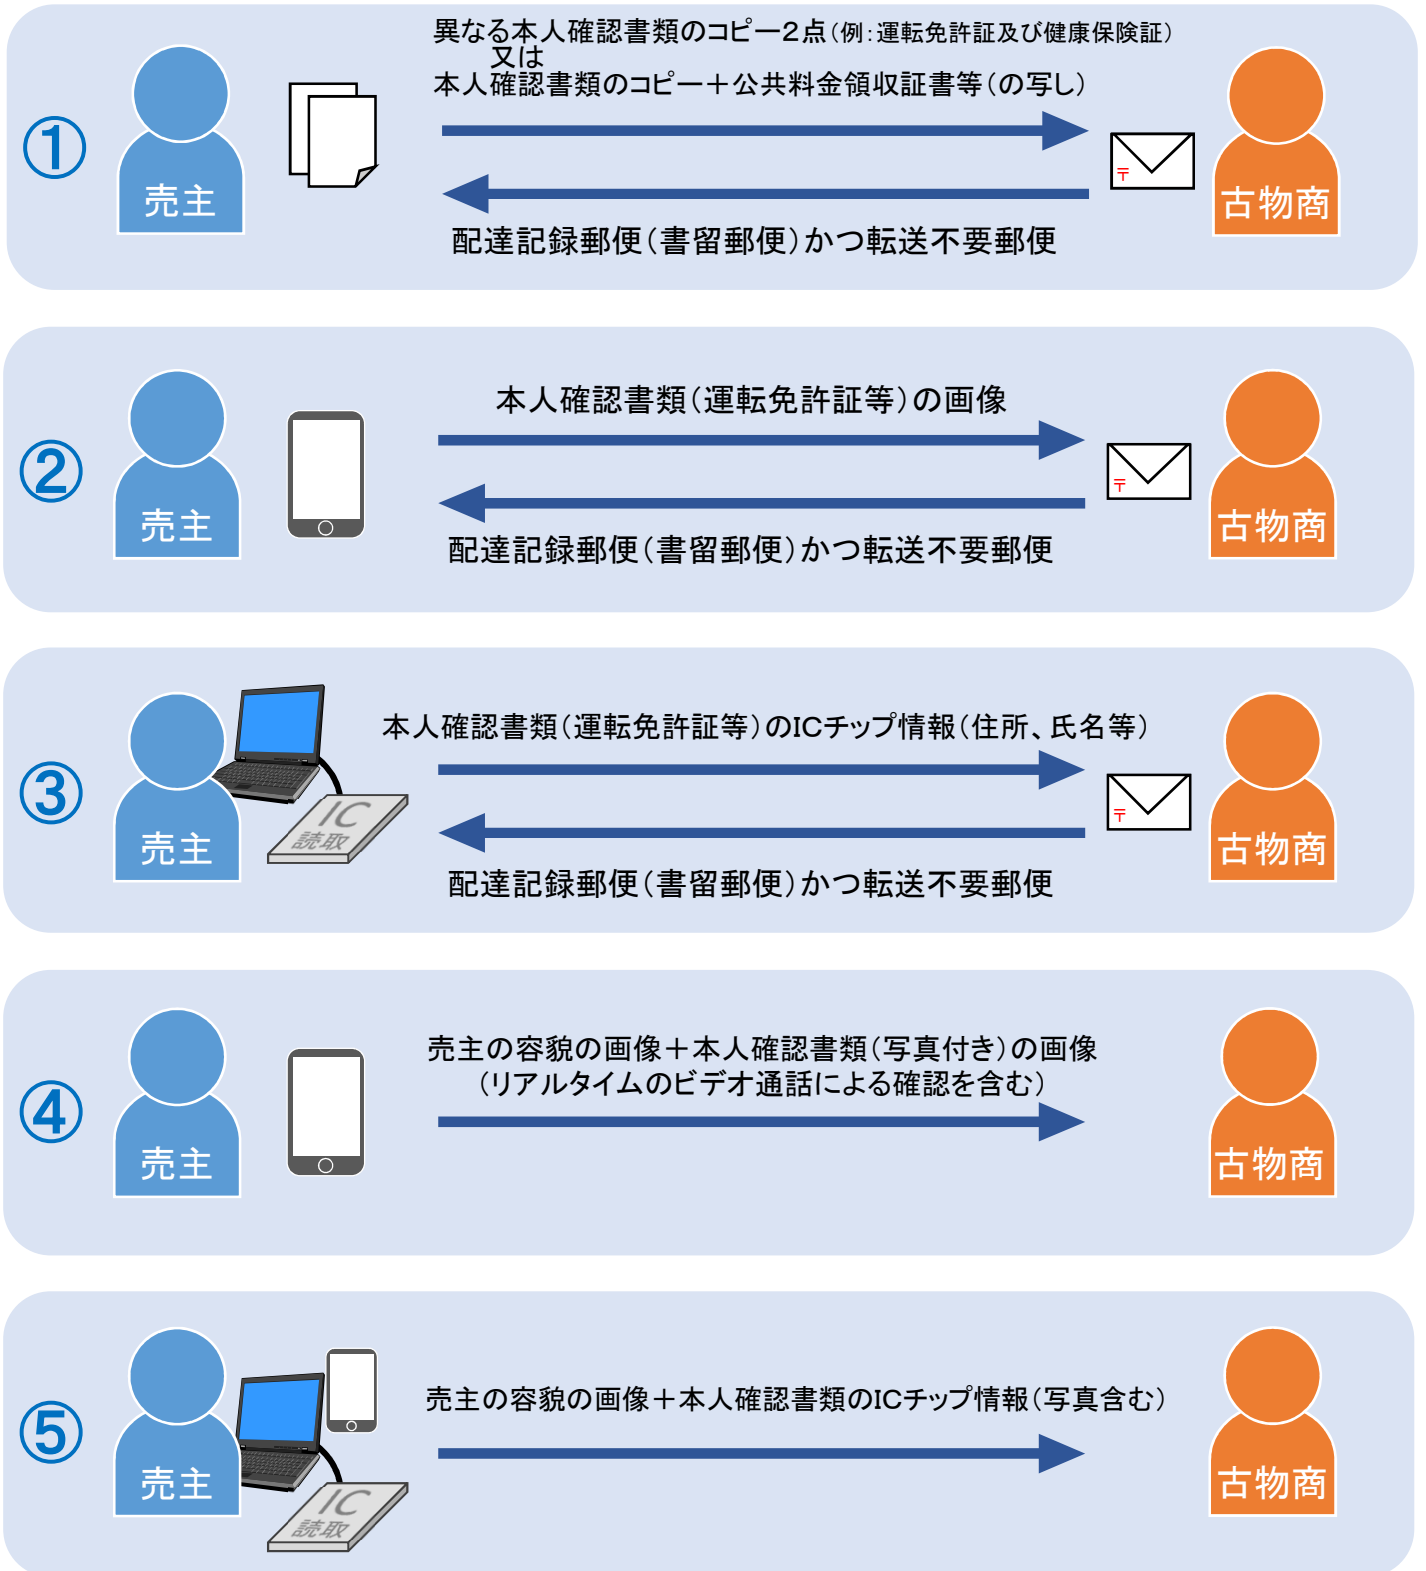 ①
異なる本人確認書類のコピー2点(例:運転免許証及び健康保険証)
又は
本人確認書類のコピー+公共料金領収証書等(の写し)
売主
〒
古物商
配達記録郵便(書留郵便)かつ転送不要郵便
②
本人確認書類(運転免許証等)の画像
売主
〒
古物商
配達記録郵便(書留郵便)かつ転送不要郵便
③
本人確認書類(運転免許証等)のICチップ情報(住所、氏名等)
IC
読取
売主
〒
古物商
配達記録郵便(書留郵便)かつ転送不要郵便
④
売主の容貌の画像+本人確認書類(写真付き)の画像
(リアルタイムのビデオ通話による確認を含む)
売主
古物商
⑤
売主の容貌の画像+本人確認書類のICチップ情報(写真含む)
売主
IC
読取
古物商